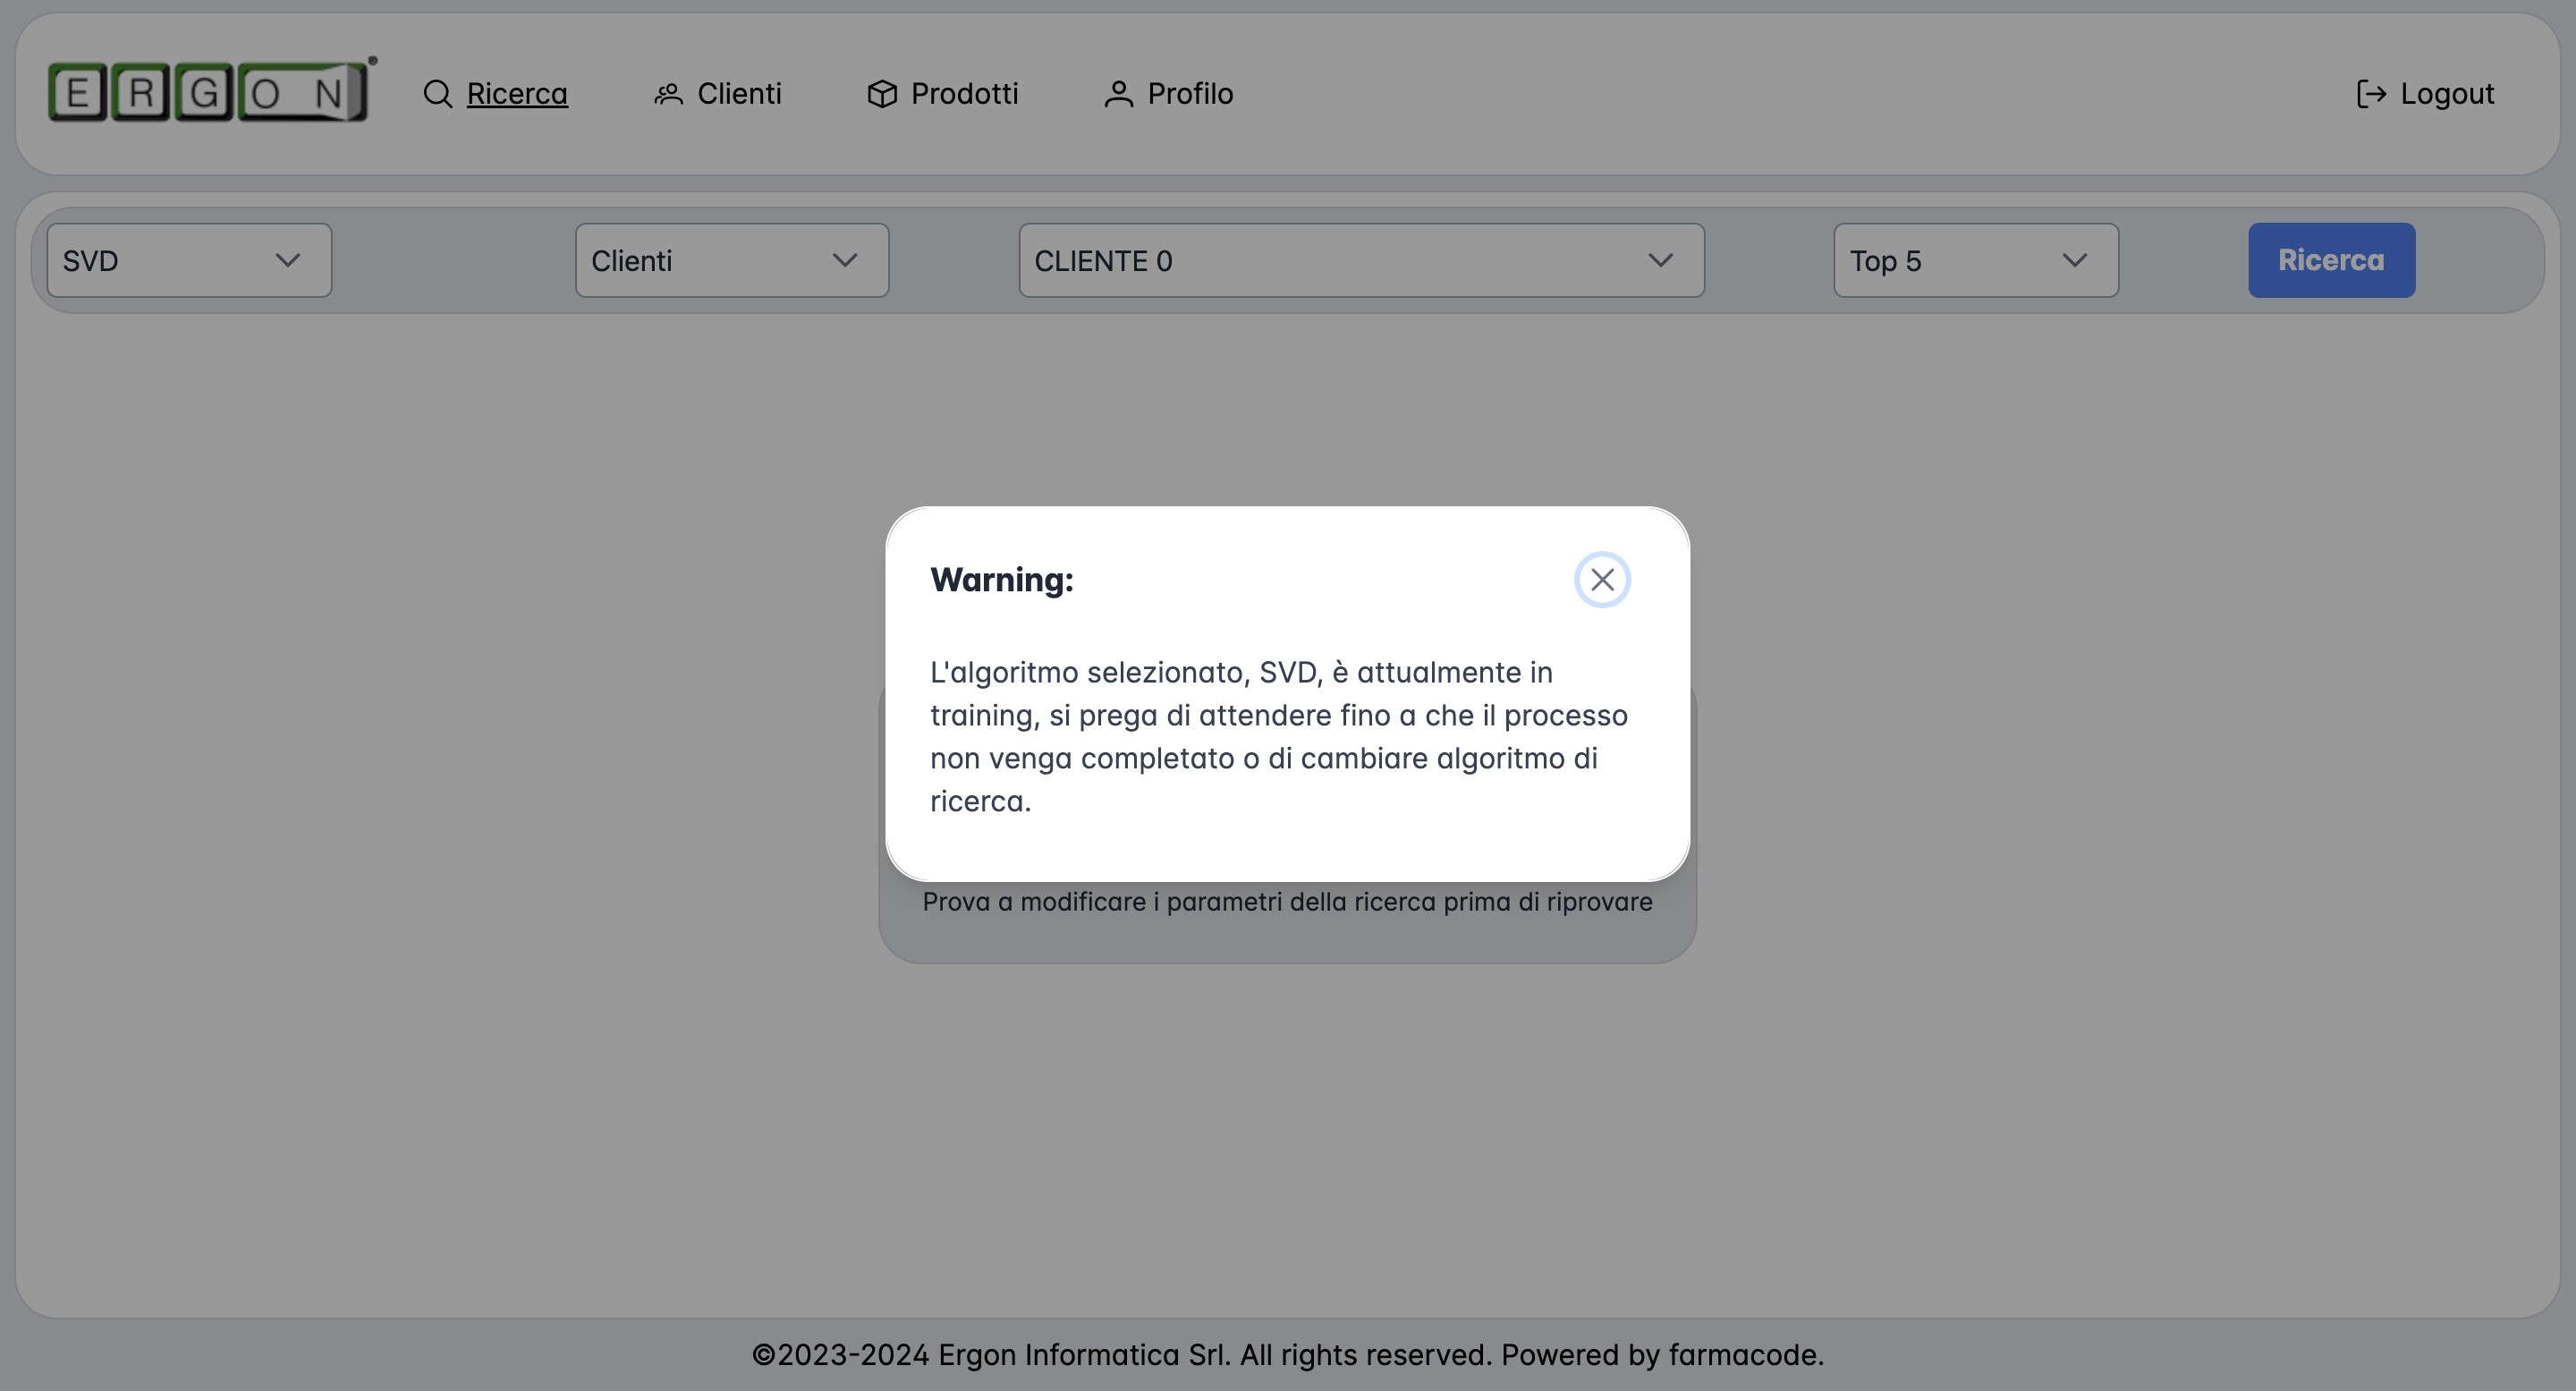 ERGON®
Ricerca
Clienti
Prodotti
Profilo
Logout
SVD
Clienti
CLIENTE 0
Top 5
Ricerca
Warning:
L'algoritmo selezionato, SVD, è attualmente in
training, si prega di attendere fino a che il processo
non venga completato o di cambiare algoritmo di
ricerca.
Prova a modificare i parametri della ricerca prima di riprovare
©2023-2024 Ergon Informatica Srl. All rights reserved. Powered by farmacode.